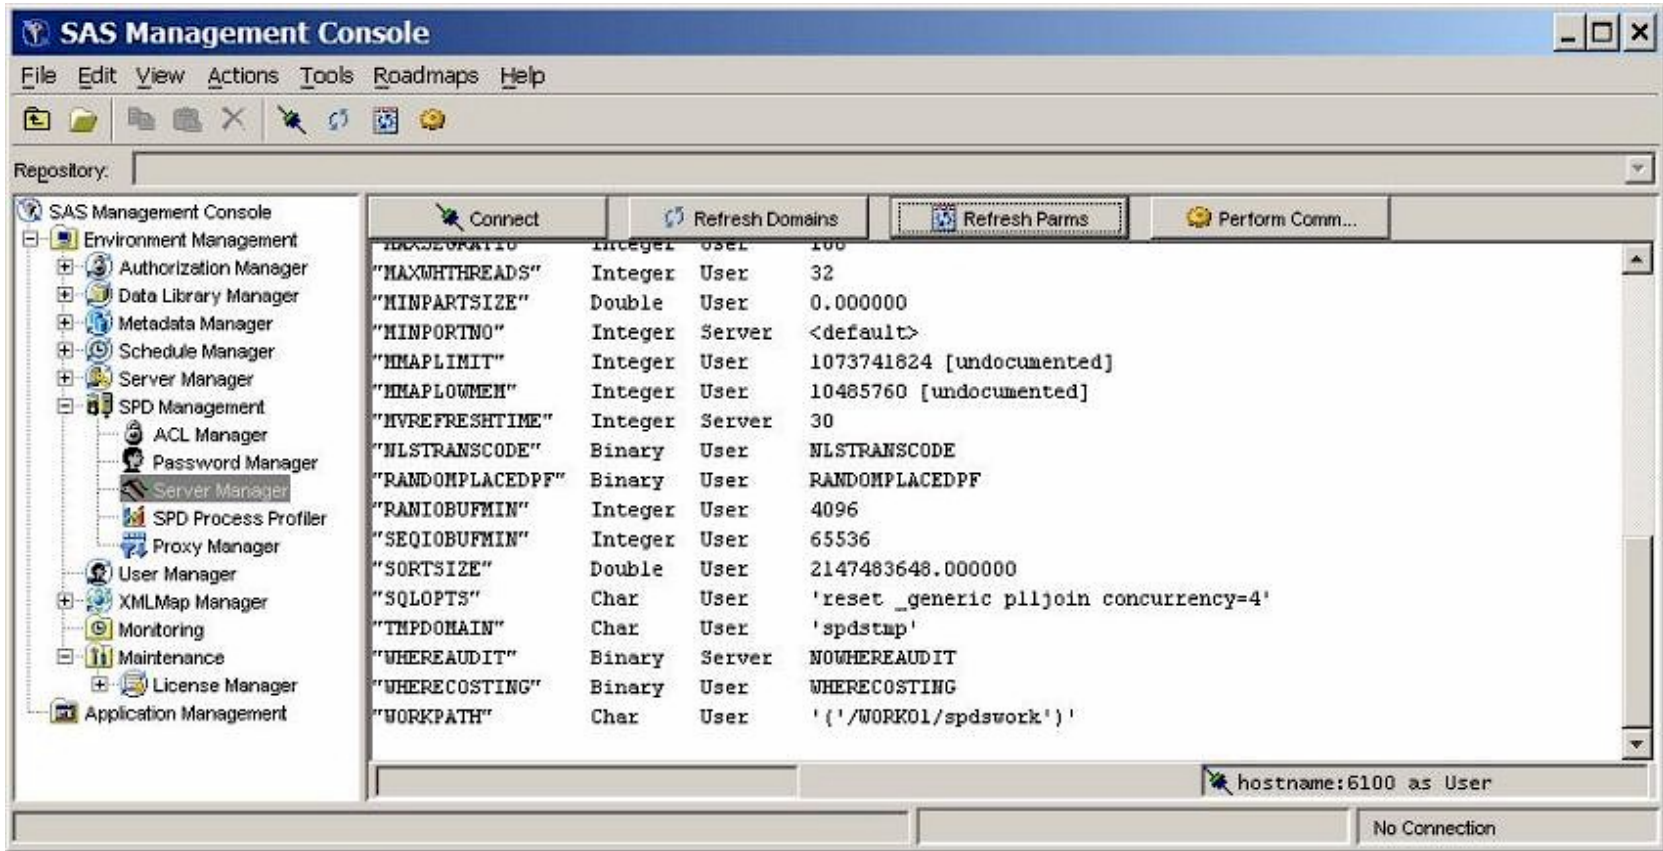 SAS Management Console
File Edit View Actions Tools Roadmaps Help
Repository:
SAS Management Console
Environment Management
Authorization Manager
Data Library Manager
Metadata Manager
Schedule Manager
Server Manager
SPD Management
ACL Manager
Password Manager
Server Manager
SPD Process Profiler
Proxy Manager
User Manager
XMLMap Manager
Monitoring
Maintenance
License Manager
Application Management
Connect Refresh Domains Refresh Parms Perform Comm...
"MAXSEGRATIO" Integer User 100
"MAXWHTHREADS" Integer User 32
"MINPARTSIZE" Double User 0.000000
"MINPORTNO" Integer Server <default>
"MMAPLIMIT" Integer User 1073741824 [undocumented]
"MMAPLOWMEM" Integer User 10485760 [undocumented]
"MVREFRESHTIME" Integer Server 30
"NLSTRANSCODE" Binary User NLSTRANSCODE
"RANDOMPLACEDPF" Binary User RANDOMPLACEDPF
"RANIOBUFMIN" Integer User 4096
"SEQIOBUFMIN" Integer User 65536
"SORTSIZE" Double User 2147483648.000000
"SQLOPTS" Char User 'reset _generic plljoin concurrency=4'
"TMPDOMAIN" Char User 'spdstmp'
"WHEREAUDIT" Binary Server NOWHEREAUDIT
"WHERECOSTING" Binary User WHERECOSTING
"WORKPATH" Char User '('/WORK01/spdswork')'
hostname:6100 as User
No Connection